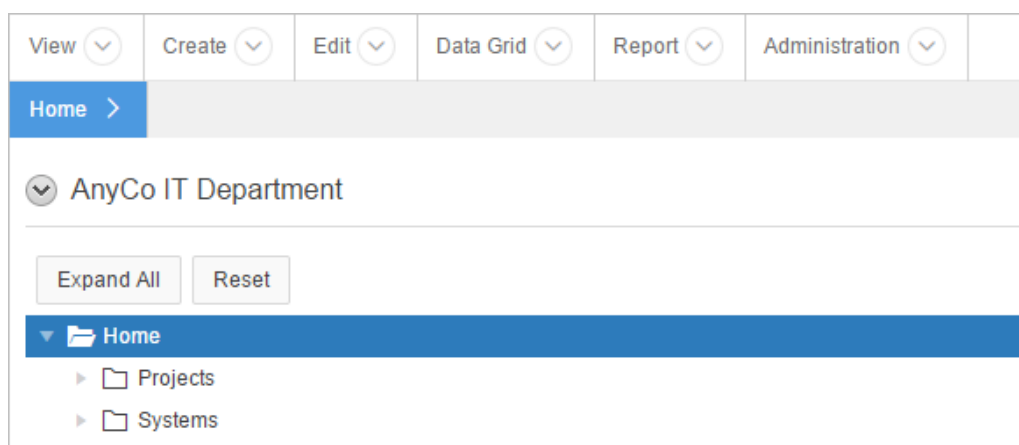 View Create Edit Data Grid Report Administration
Home
AnyCo IT Department
Expand All Reset
Home
Projects
Systems